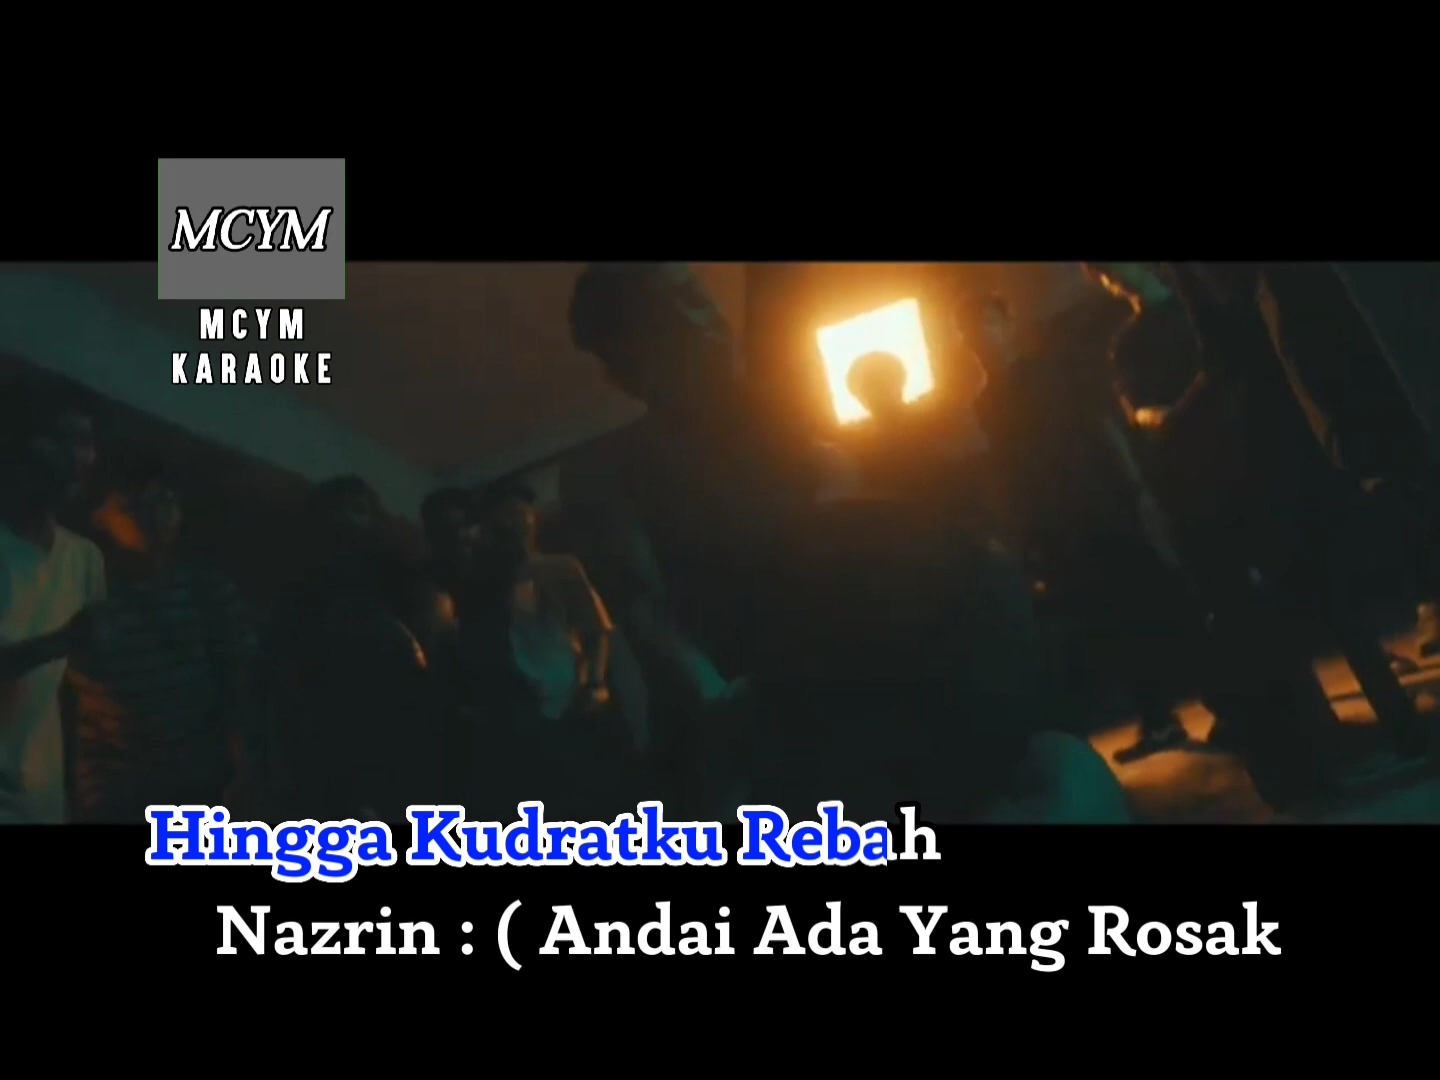 MCYM
MCYM
KARAOKE
Hingga Kudratku Rebah
Nazrin : ( Andai Ada Yang Rosak